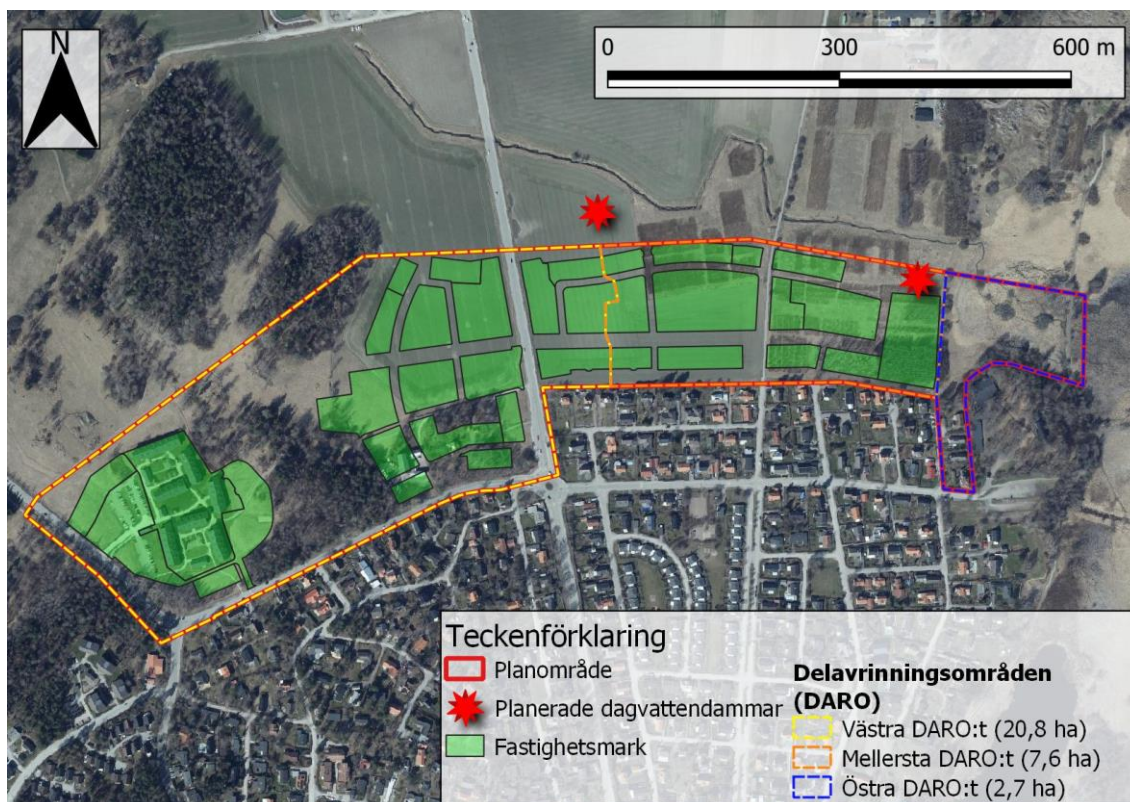 N
0 300 600 m
Teckenförklaring
Planområde
Planerade dagvattendammar
Fastighetsmark
Delavrinningsområden
(DARO)
Västra DARO:t (20,8 ha)
Mellersta DARO:t (7,6 ha)
Östra DARO:t (2,7 ha)